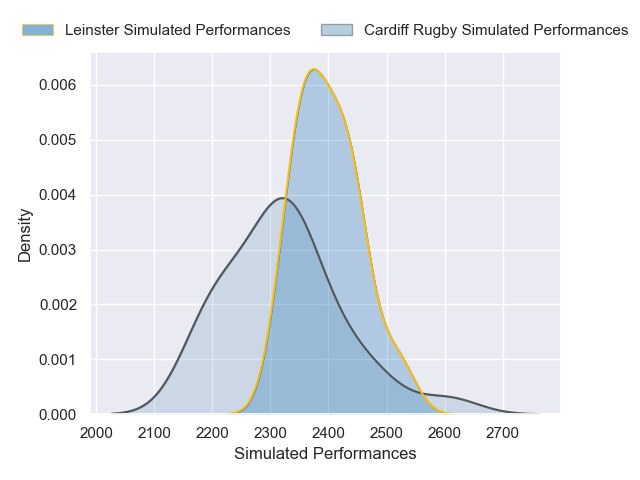 Leinster Simulated Performances Cardiff Rugby Simulated Performances
0.006
0.005
0.004
0.003
0.002
0.001
0.000
Density
2000 2100 2200 2300 2400 2500 2600 2700
Simulated Performances